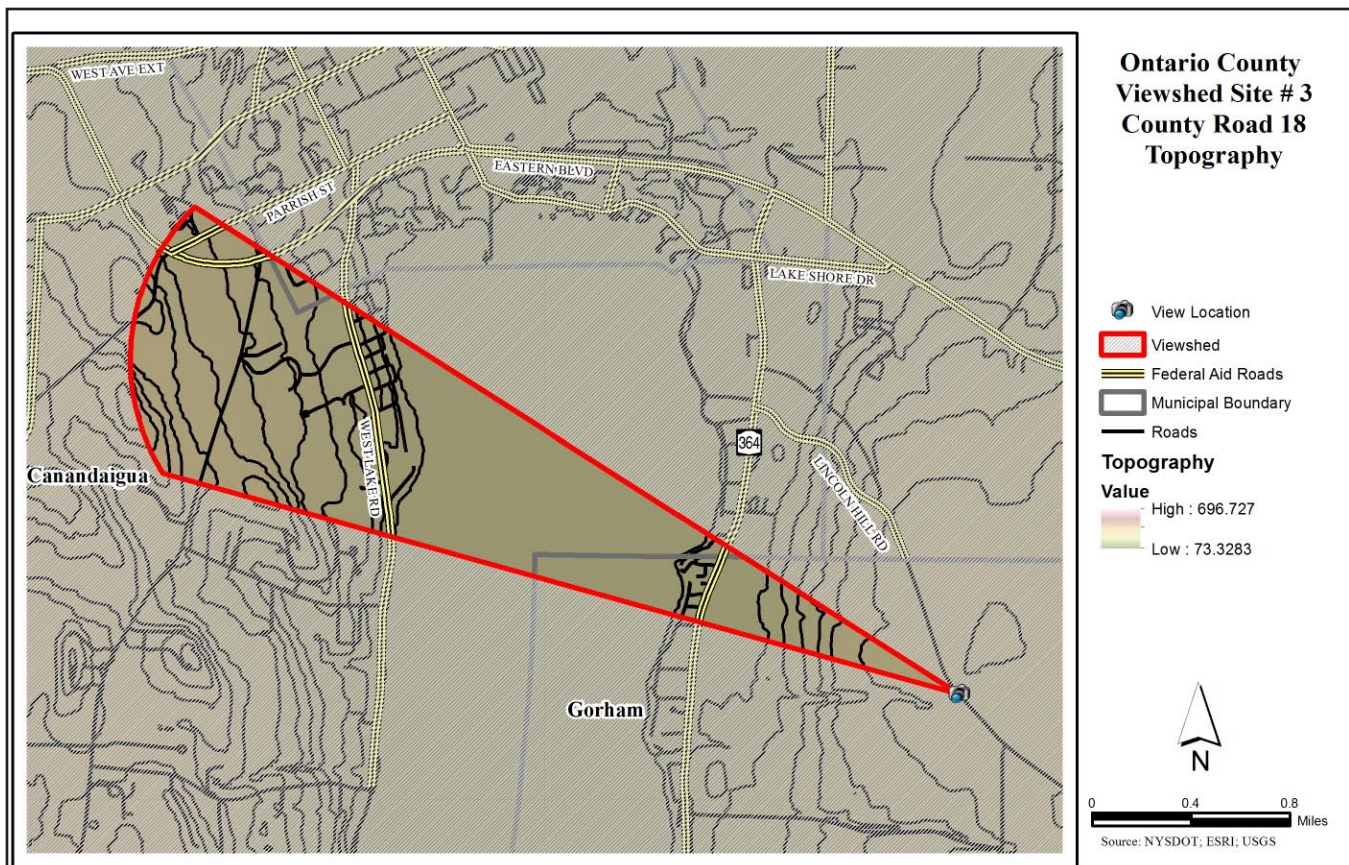 Ontario County
Viewshed Site # 3
County Road 18
Topography
WEST AVE EXT
PARRISH ST
EASTERN BLVD
LAKE SHORE DR
WEST LAKE RD
364
LINCOLN HILL RD
Canandaigua
Gorham
View Location
Viewshed
Federal Aid Roads
Municipal Boundary
Roads
Topography
Value
High : 696.727
Low : 73.3283
N
0 0.4 0.8
Miles
Source: NYSDOT; ESRI; USGS